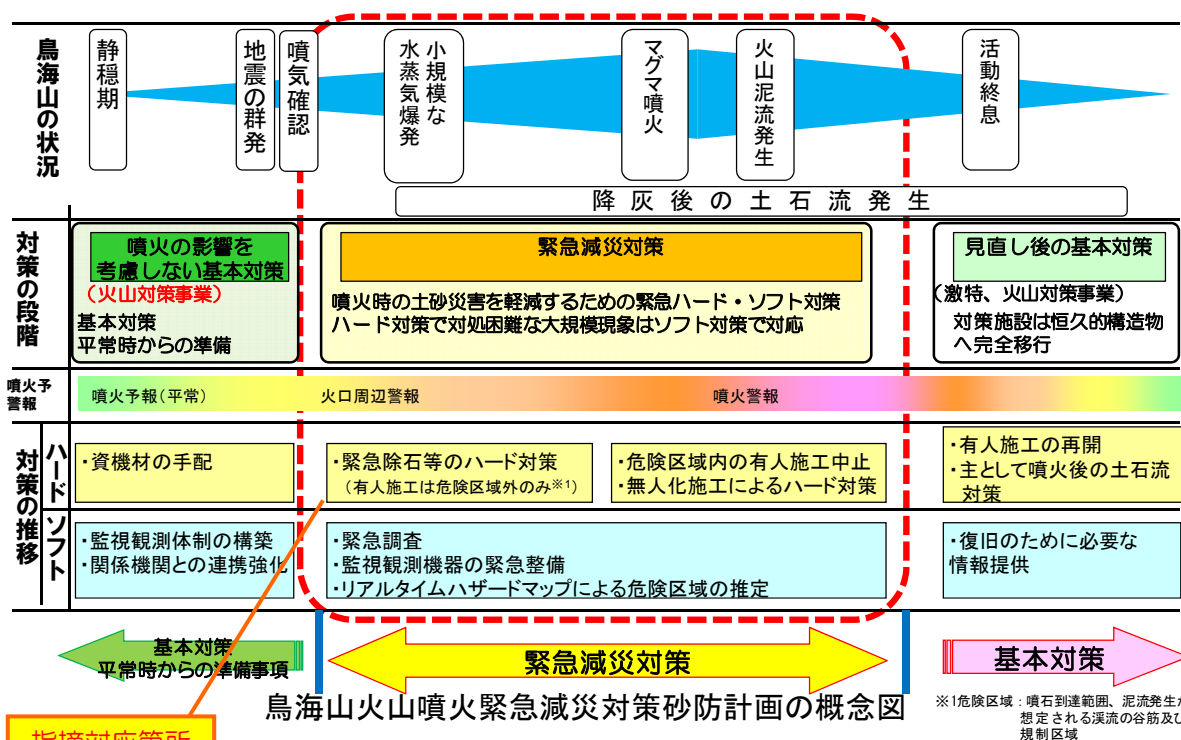 鳥海山の状況
静穏期
地震の群発
噴気確認
小規模な
水蒸気爆発
マグマ噴火
火山泥流発生
活動終息
降灰後の土石流発生
対策の段階
噴火の影響を
考慮しない基本対策
(火山対策事業)
基本対策
平常時からの準備
緊急減災対策
噴火時の土砂災害を軽減するための緊急ハード・ソフト対策
ハード対策で対処困難な大規模現象はソフト対策で対応
見直し後の基本対策
(激特、火山対策事業)
対策施設は恒久的構造物
へ完全移行
噴火予
警報
噴火予報(平常)
火口周辺警報
噴火警報
対策の推移
ハード
・資機材の手配
・緊急除石等のハード対策
(有人施工は危険区域外のみ※1)
・危険区域内の有人施工中止
・無人化施工によるハード対策
・有人施工の再開
・主として噴火後の土石流
対策
ソフト
・監視観測体制の構築
・関係機関との連携強化
・緊急調査
・監視観測機器の緊急整備
・リアルタイムハザードマップによる危険区域の推定
・復旧のために必要な
情報提供
基本対策
平常時からの準備事項
緊急減災対策
基本対策
鳥海山火山噴火緊急減災対策砂防計画の概念図
※1危険区域:噴石到達範囲、泥流発生が
想定される渓流の谷筋及び
規制区域
指摘対応箇所